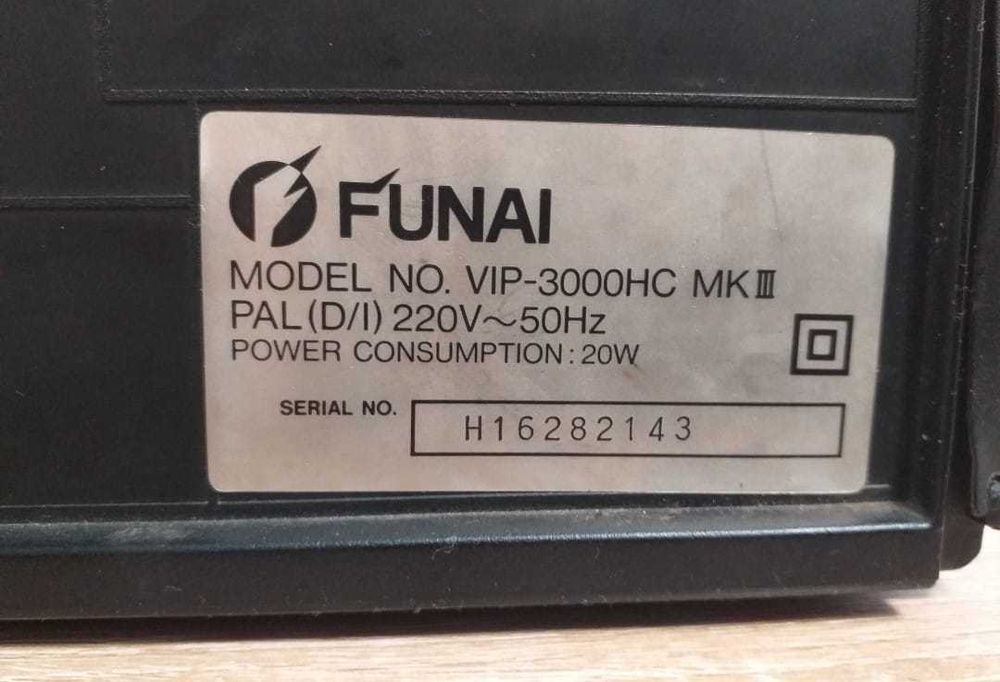 FUNAI
MODEL NO. VIP-3000HC MKⅢ
PAL(D/I) 220V~50Hz
POWER CONSUMPTION: 20W
SERIAL NO. H16282143